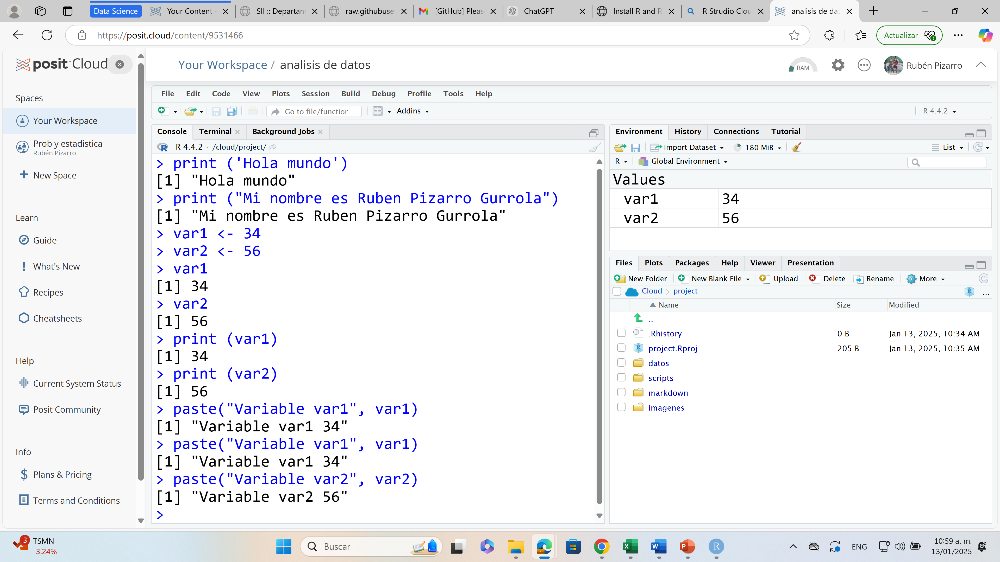 Data Science
Your Content -
SII :: Departam
raw.githubuse
[GitHub] Pleas
ChatGPT
Install R and R
R Strudio Clou
analisis de dat
https://posit.cloud/content/9531466
Actualizar
posit™ Cloud
Your Workspace / analisis de datos
RAM
Rubén Pizarro
Spaces
Your Workspace
Prob y estadistica
Rubén Pizarro
New Space
Learn
Guide
What's New
Recipes
Cheatsheets
Help
Current System Status
Posit Community
Info
Plans & Pricing
Terms and Conditions
File Edit Code View Plots Session Build Debug Profile Tools Help
Go to file/function
Addins
R 4.4.2
Console Terminal Background Jobs
R 4.4.2 · /cloud/project/
> print ('Hola mundo')
[1] "Hola mundo"
> print ("Mi nombre es Ruben Pizarro Gurrola")
[1] "Mi nombre es Ruben Pizarro Gurrola"
> var1 <- 34
> var2 <- 56
> var1
[1] 34
> var2
[1] 56
> print (var1)
[1] 34
> print (var2)
[1] 56
> paste("Variable var1", var1)
[1] "Variable var1 34"
> paste("Variable var1", var1)
[1] "Variable var1 34"
> paste("Variable var2", var2)
[1] "Variable var2 56"
>
Environment History Connections Tutorial
Import Dataset 180 MiB List
R Global Environment
Values
var1 34
var2 56
Files Plots Packages Help Viewer Presentation
New Folder New Blank File Upload Delete Rename More
Cloud project ...
Name Size Modified
..
.Rhistory 0 B Jan 13, 2025, 10:34 AM
project.Rproj 205 B Jan 13, 2025, 10:35 AM
datos
scripts
markdown
imagenes
3
TSMN
-3.24%
Buscar
ENG
10:59 a. m.
13/01/2025